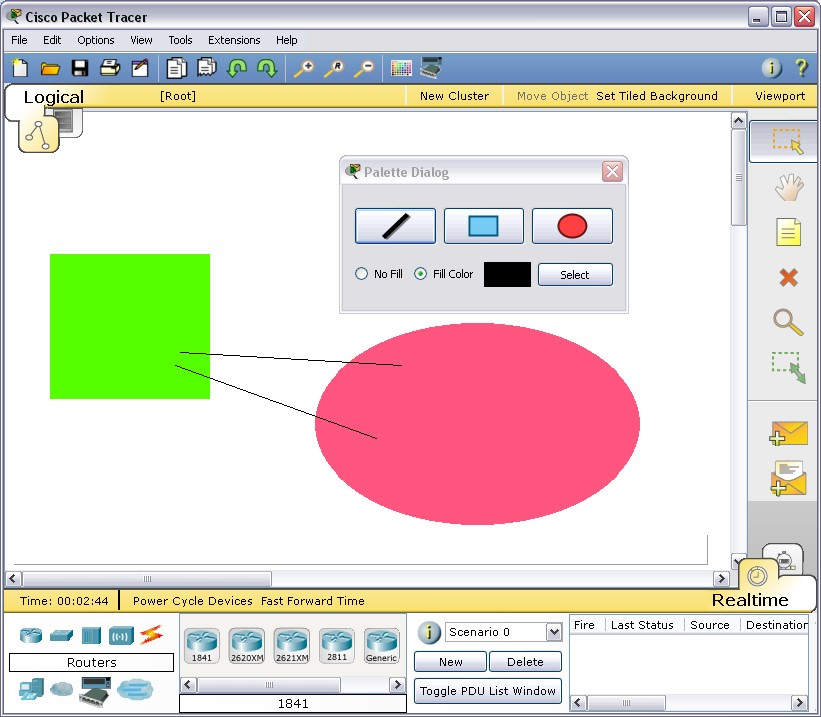 Cisco Packet Tracer
File Edit Options View Tools Extensions Help
Logical [Root] New Cluster Move Object Set Tiled Background Viewport
Palette Dialog
No Fill Fill Color Select
Time: 00:02:44 Power Cycle Devices Fast Forward Time Realtime
Routers
1841 2620XM 2621XM 2811 Generic
1841
Scenario 0
New Delete
Toggle PDU List Window
Fire Last Status Source Destination